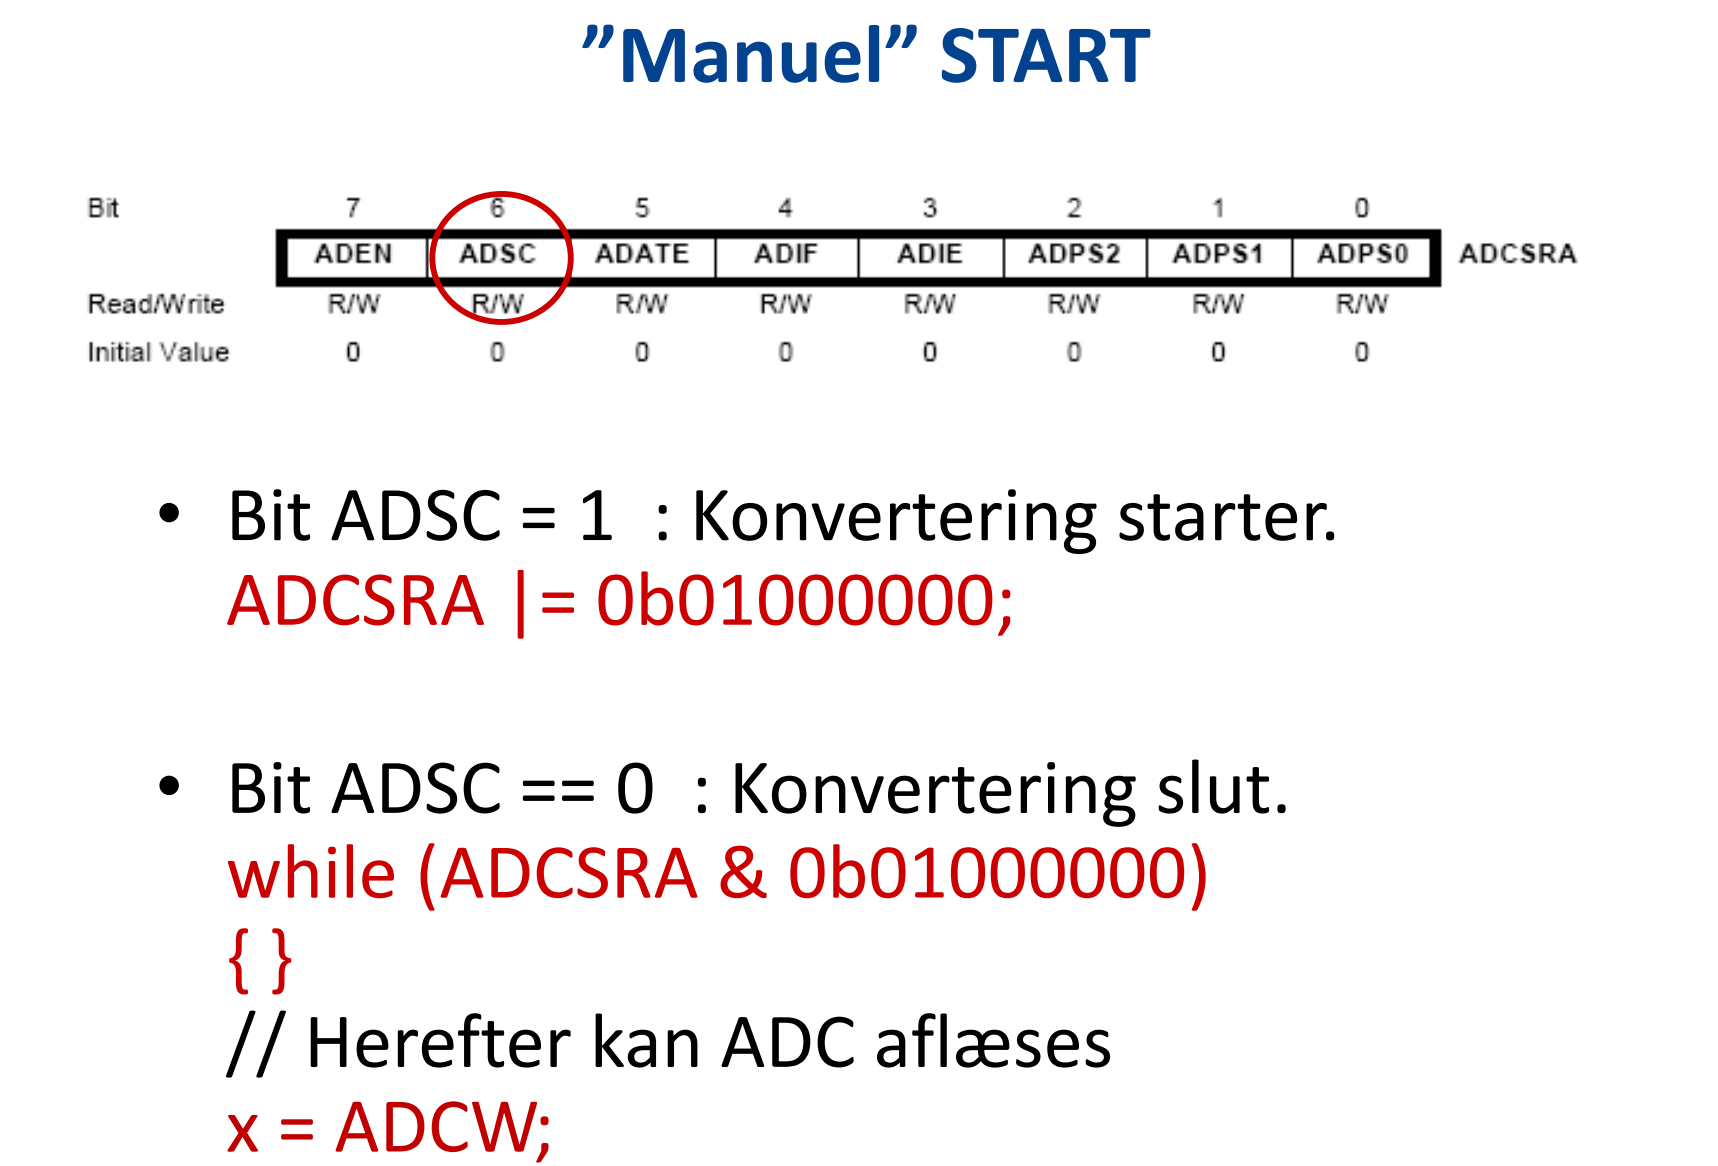 ”Manuel” START
Bit 7 6 5 4 3 2 1 0
ADEN ADSC ADATE ADIF ADIE ADPS2 ADPS1 ADPS0 ADCSRA
Read/Write R/W R/W R/W R/W R/W R/W R/W R/W
Initial Value 0 0 0 0 0 0 0 0
• Bit ADSC = 1 : Konvertering starter.
ADCSRA |= 0b01000000;
• Bit ADSC == 0 : Konvertering slut.
while (ADCSRA & 0b01000000)
{ }
// Herefter kan ADC aflæses
x = ADCW;